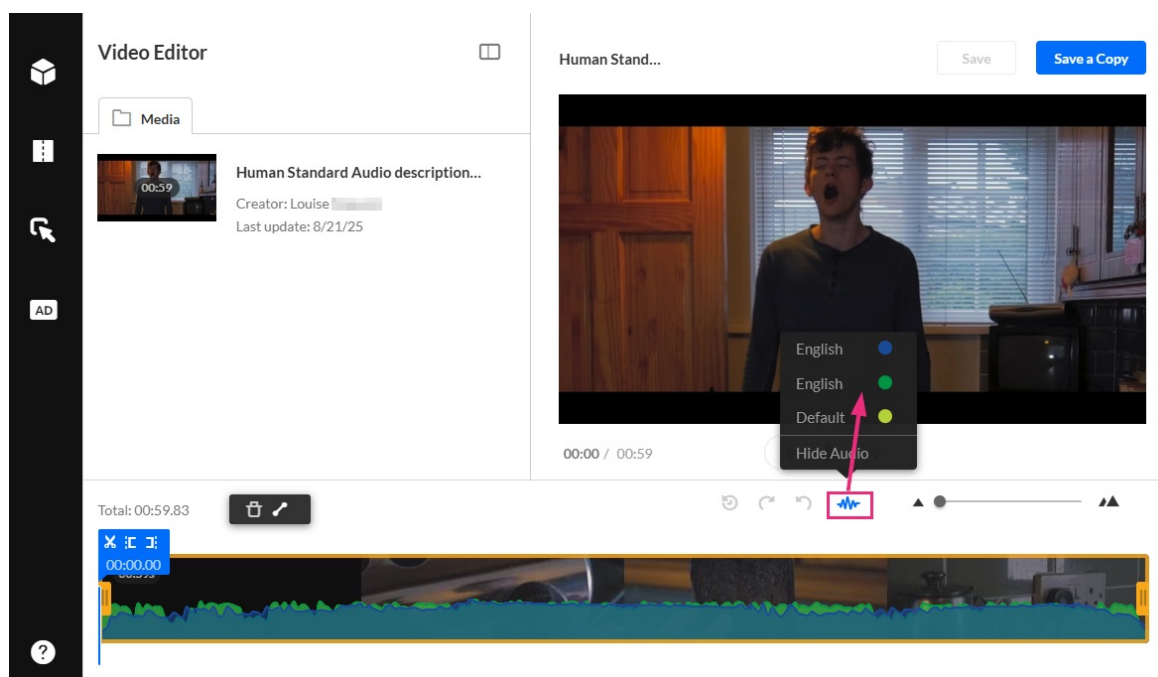 Video Editor
Human Stand...
Save
Save a Copy
Media
00:59
Human Standard Audio description...
Creator: Louise
Last update: 8/21/25
AD
English
English
Default
Hide Audio
00:00 / 00:59
Total: 00:59.83
00:00.00
?